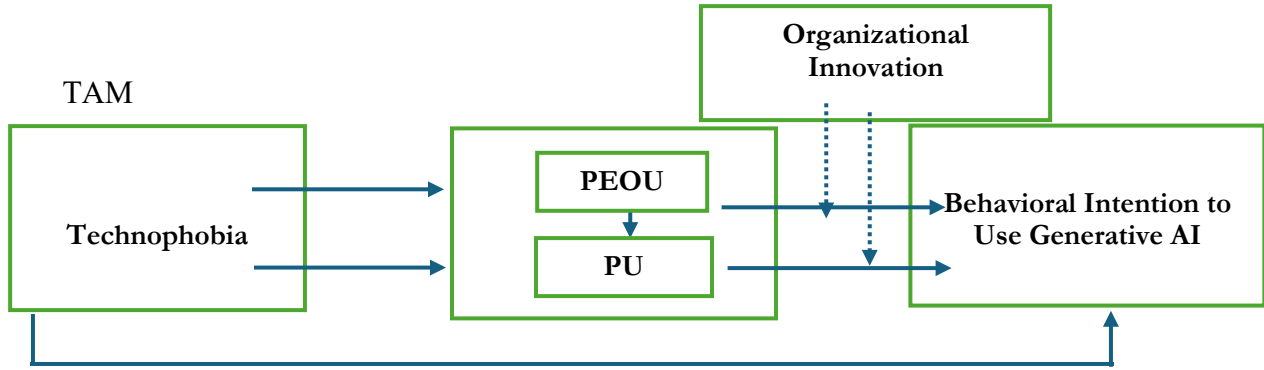 Organizational
Innovation
TAM
Technophobia
PEOU
PU
Behavioral Intention to
Use Generative AI